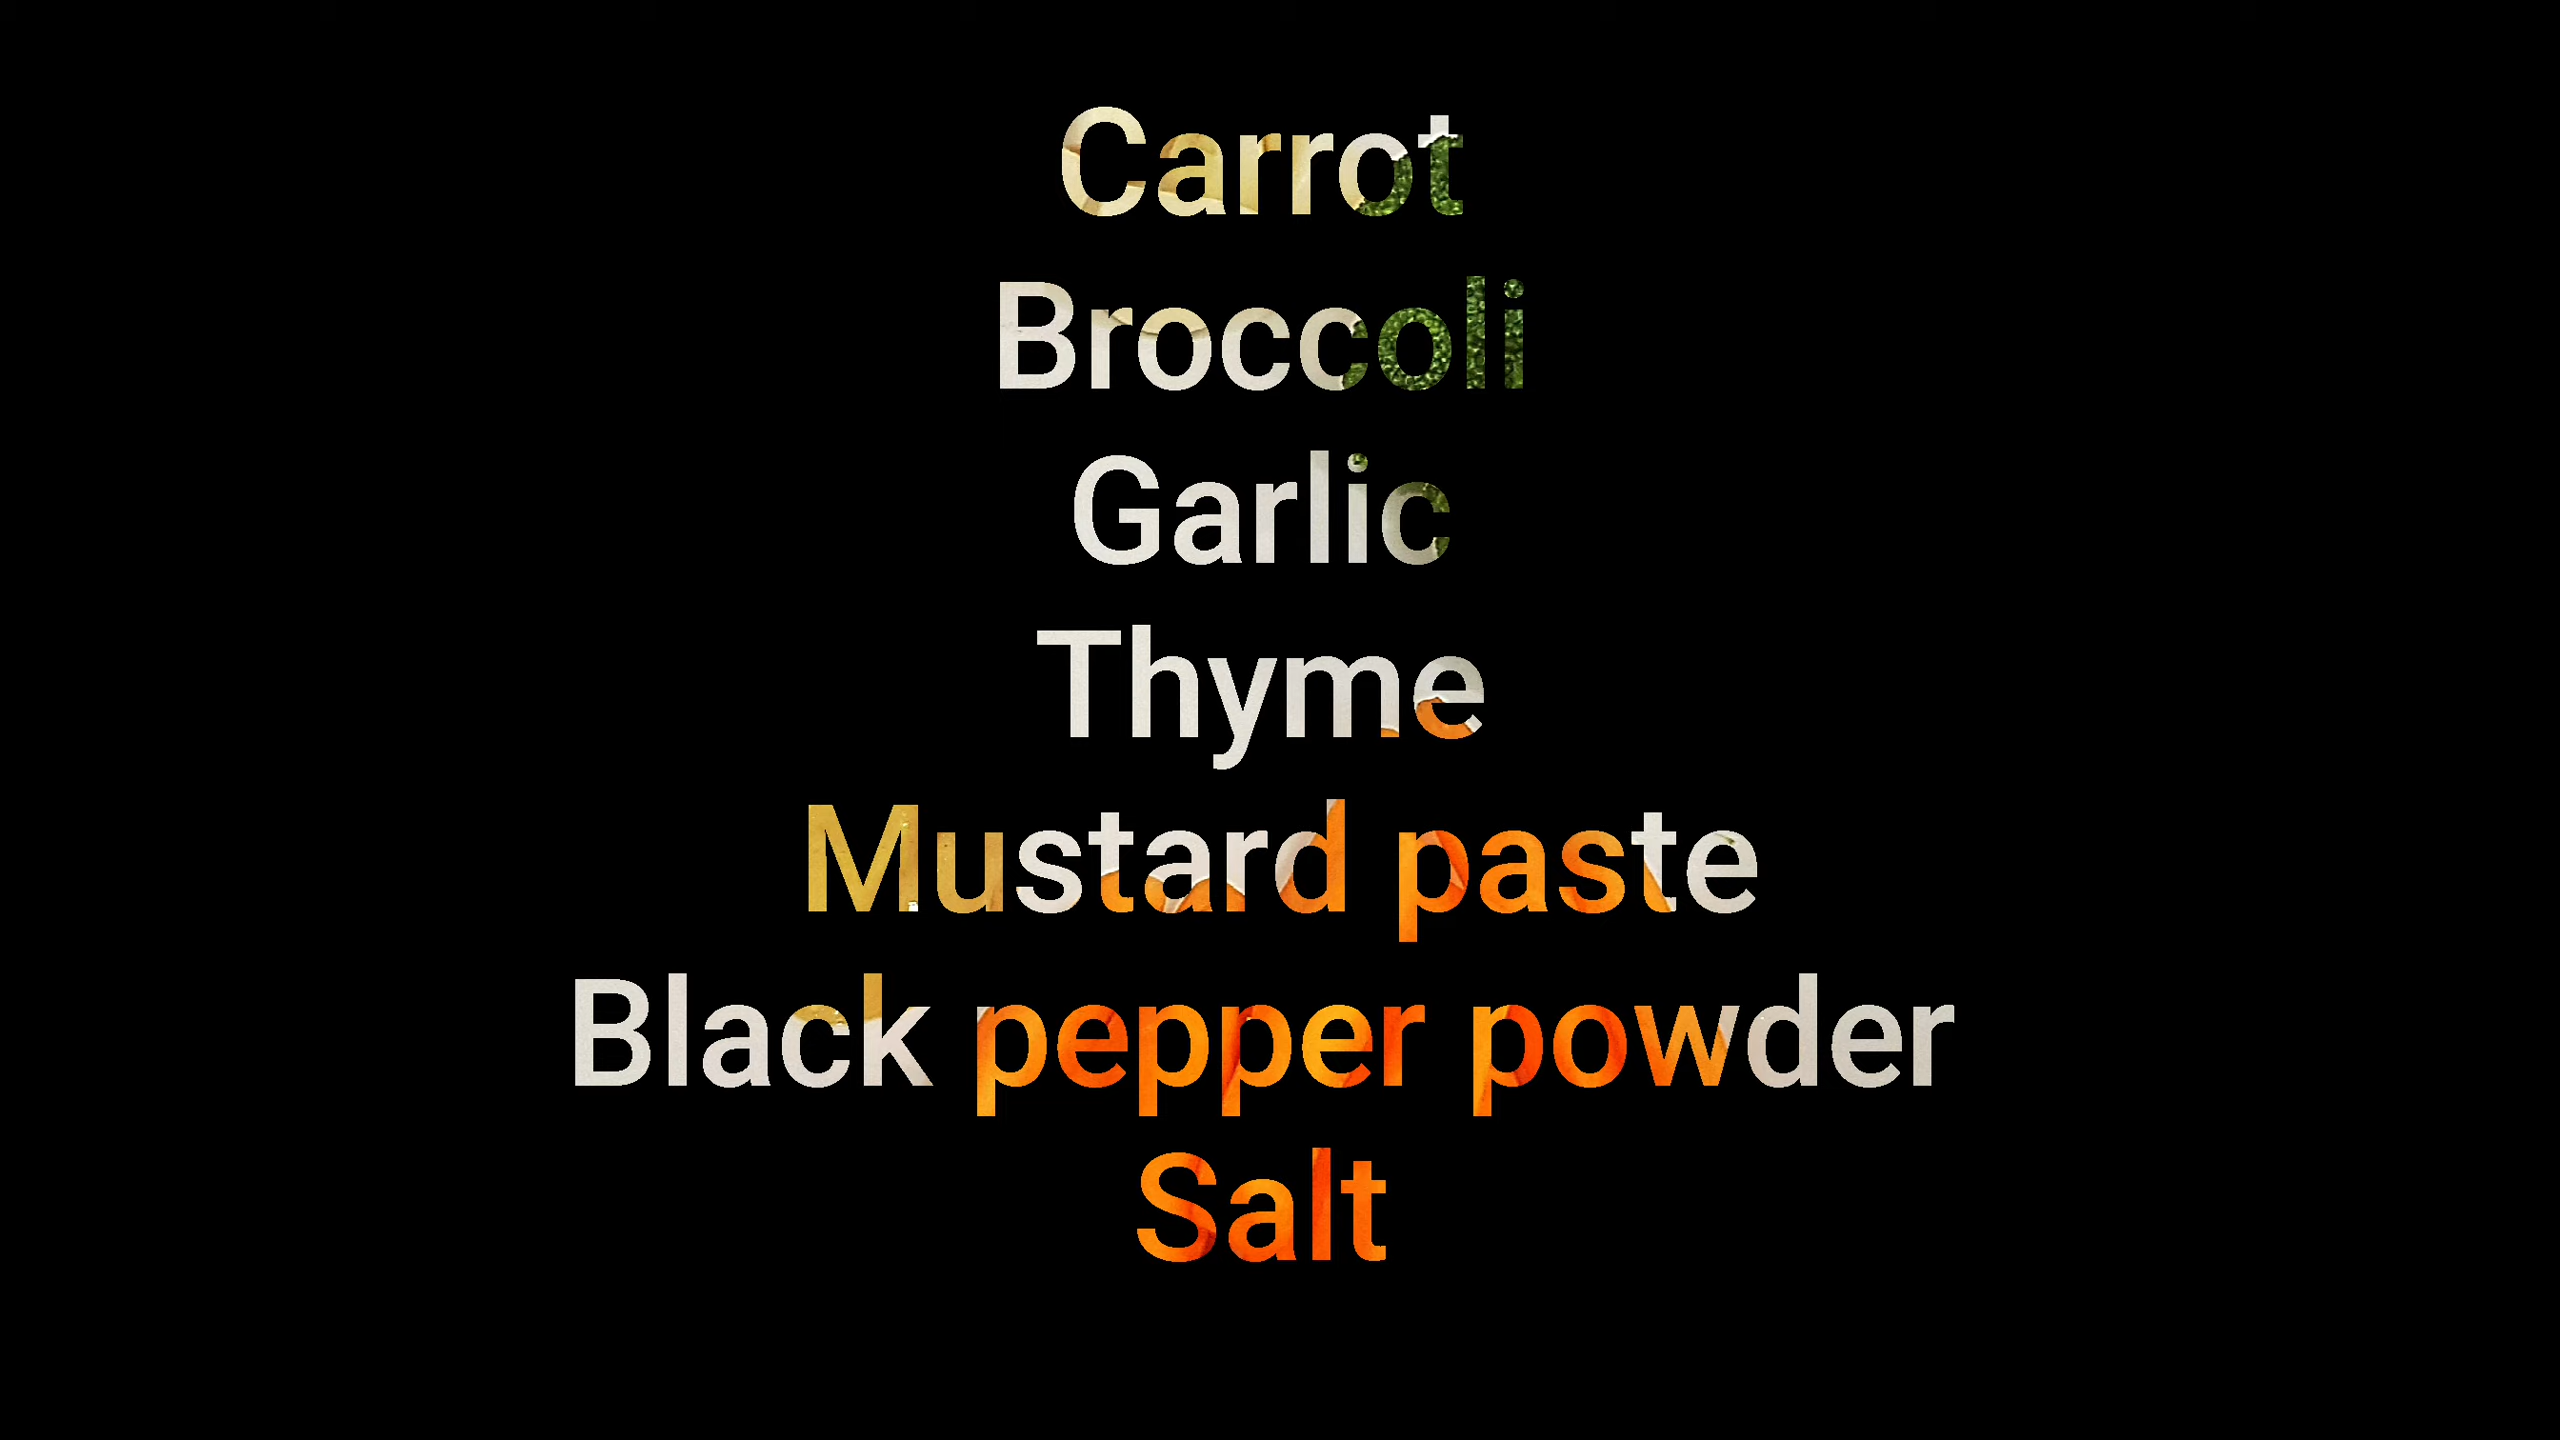 Carrot
Broccoli
Garlic
Thyme
Mustard paste
Black pepper powder
Salt